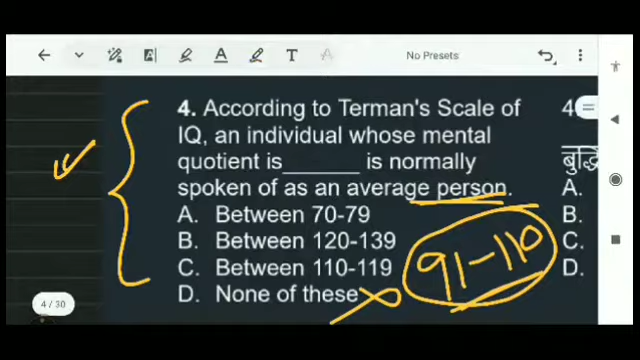 T
A
No Presets
4. According to Terman's Scale of
IQ, an individual whose mental
quotient is______ is normally
spoken of as an average person.
A. Between 70-79
B. Between 120-139
C. Between 110-119
D. None of these
91-110
4
बुद्धि
A.
B.
C.
D.
4 / 30